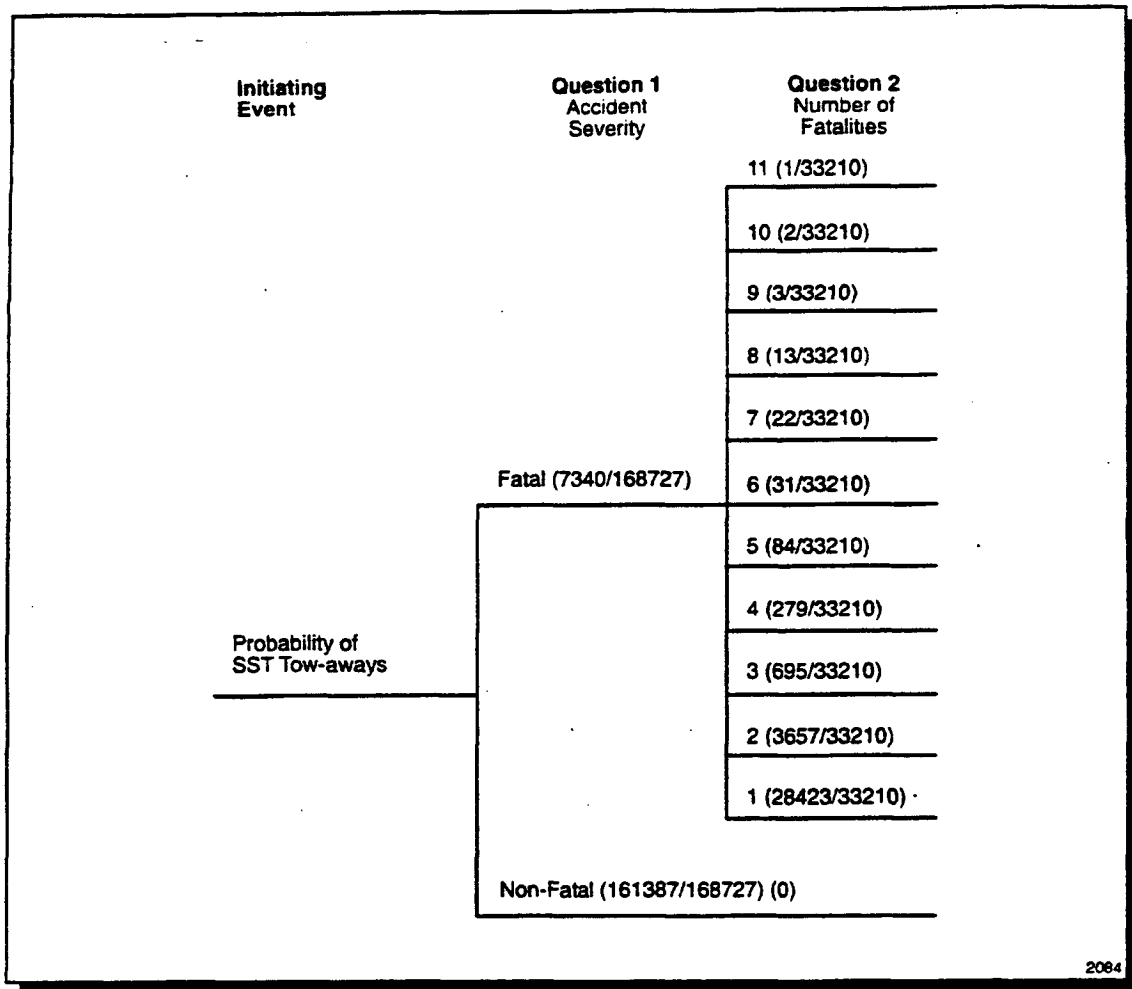 Initiating
Event
Question 1
Accident
Severity
Question 2
Number of
Fatalities
11 (1/33210)
10 (2/33210)
9 (3/33210)
8 (13/33210)
7 (22/33210)
Fatal (7340/168727)
6 (31/33210)
5 (84/33210)
4 (279/33210)
Probability of
SST Tow-aways
3 (695/33210)
2 (3657/33210)
1 (28423/33210)
Non-Fatal (161387/168727) (0)
2084